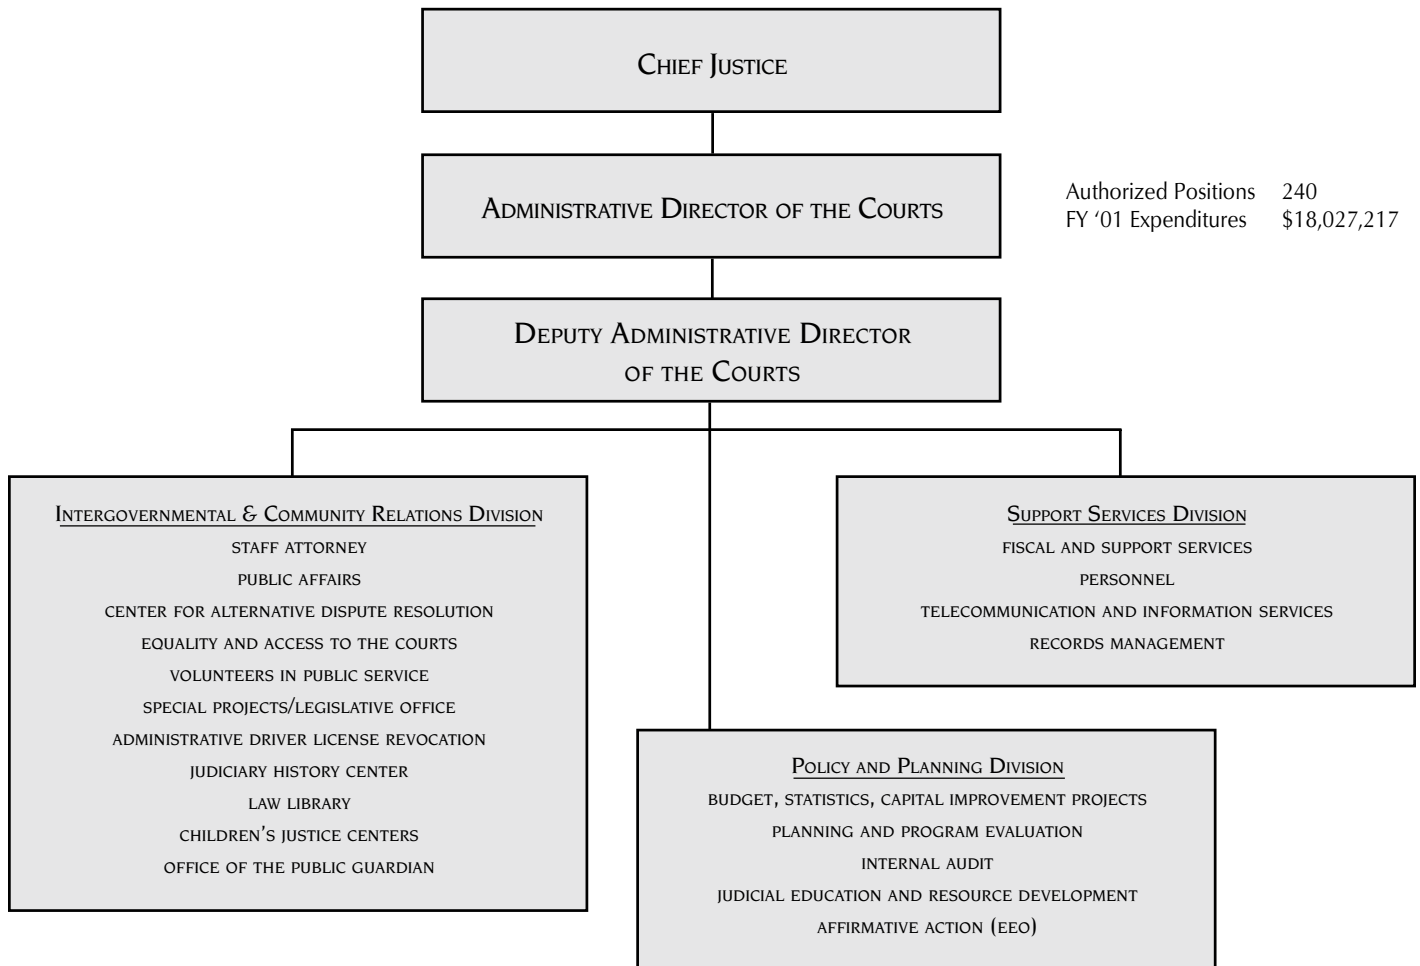 Chief Justice
Administrative Director of the Courts
Authorized Positions 240
FY ‘01 Expenditures $18,027,217
Deputy Administrative Director
of the Courts
Intergovernmental & Community Relations Division
staff attorney
public affairs
center for alternative dispute resolution
equality and access to the courts
volunteers in public service
special projects/legislative office
administrative driver license revocation
judiciary history center
law library
children’s justice centers
office of the public guardian
Support Services Division
fiscal and support services
personnel
telecommunication and information services
records management
Policy and Planning Division
budget, statistics, capital improvement projects
planning and program evaluation
internal audit
judicial education and resource development
affirmative action (eeo)